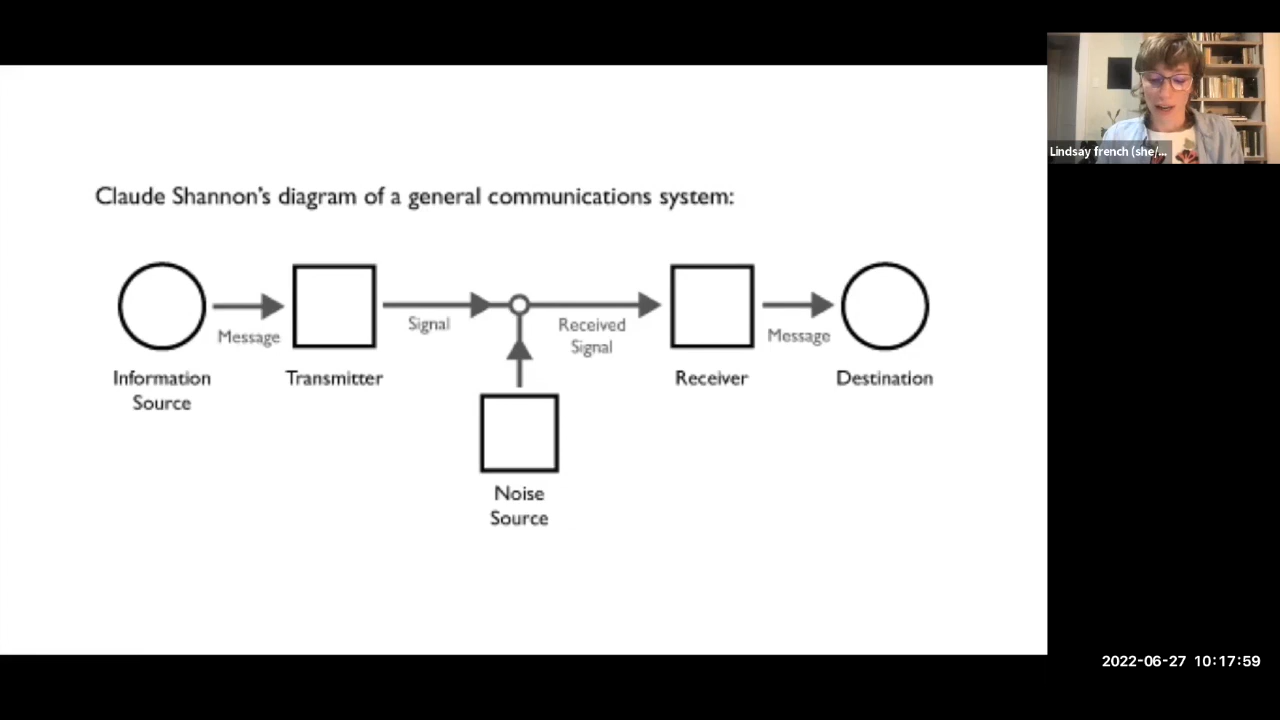 Lindsay french (she/...
Claude Shannon's diagram of a general communications system:
Message
Signal
Received
Signal
Message
Information
Source
Transmitter
Receiver
Destination
Noise
Source
2022-06-27 10:17:59